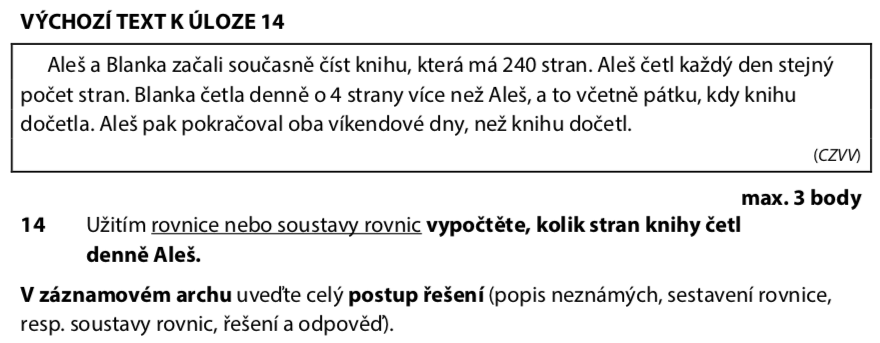 VÝCHOZÍ TEXT K ÚLOZE 14
Aleš a Blanka začali současně číst knihu, která má 240 stran. Aleš četl každý den stejný
počet stran. Blanka četla denně o 4 strany více než Aleš, a to včetně pátku, kdy knihu
dočetla. Aleš pak pokračoval oba víkendové dny, než knihu dočetl.
(CZVV)
max. 3 body
14 Užitím rovnice nebo soustavy rovnic vypočtěte, kolik stran knihy četl
denně Aleš.
V záznamovém archu uveďte celý postup řešení (popis neznámých, sestavení rovnice,
resp. soustavy rovnic, řešení a odpověď).